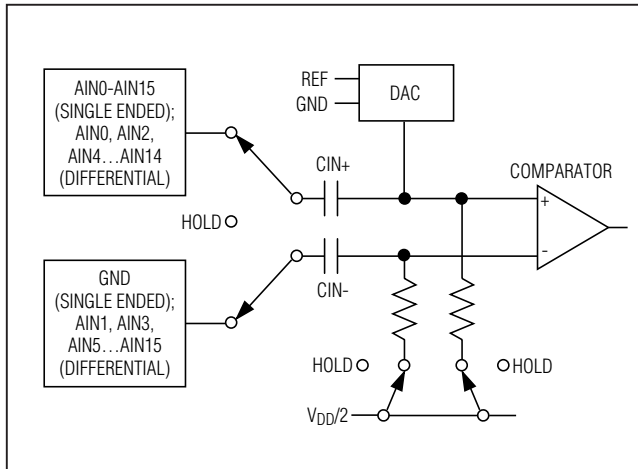 AIN0-AIN15
(SINGLE ENDED);
AIN0, AIN2,
AIN4...AIN14
(DIFFERENTIAL)
REF
GND
DAC
CIN+
COMPARATOR
+
-
HOLD
GND
(SINGLE ENDED);
AIN1, AIN3,
AIN5...AIN15
(DIFFERENTIAL)
CIN-
HOLD
HOLD
VDD/2